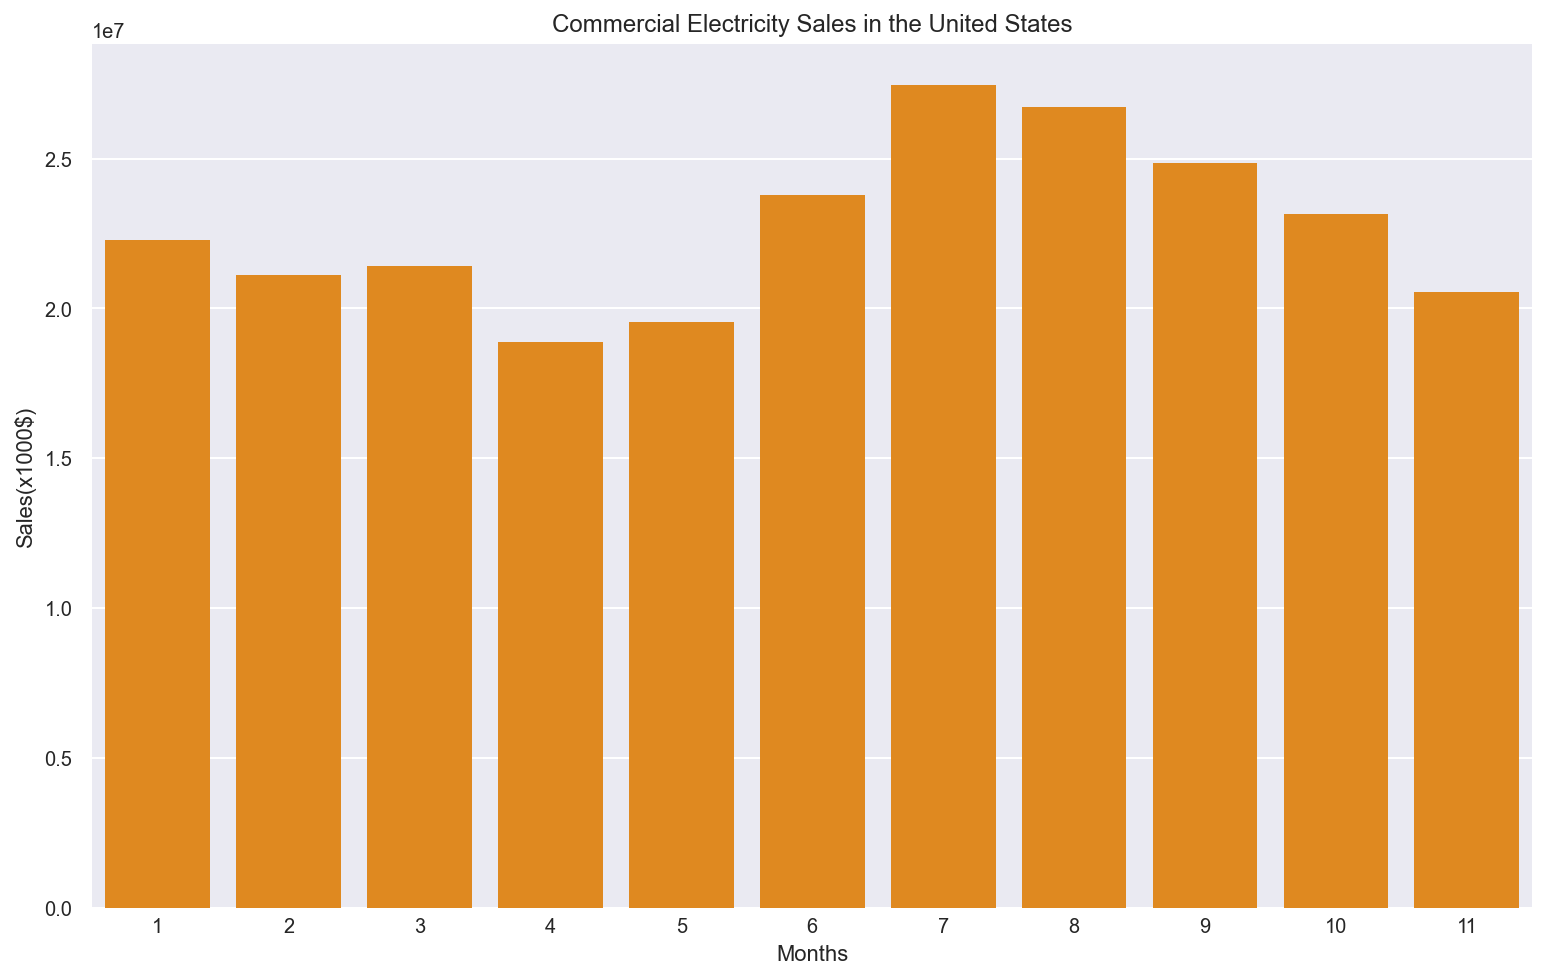 Commercial Electricity Sales in the United States
1e7
2.5
2.0
1.5
1.0
0.5
0.0
Sales(x1000$)
1 2 3 4 5 6 7 8 9 10 11
Months